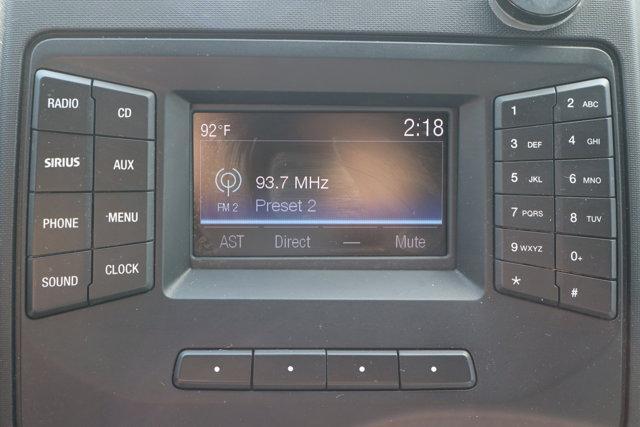 RADIO
CD
SIRIUS
AUX
PHONE
MENU
SOUND
CLOCK
92°F
2:18
93.7 MHz
FM 2
Preset 2
AST Direct — Mute
1
2 ABC
3 DEF
4 GHI
5 JKL
6 MNO
7 PQRS
8 TUV
9 WXYZ
0+
*
#